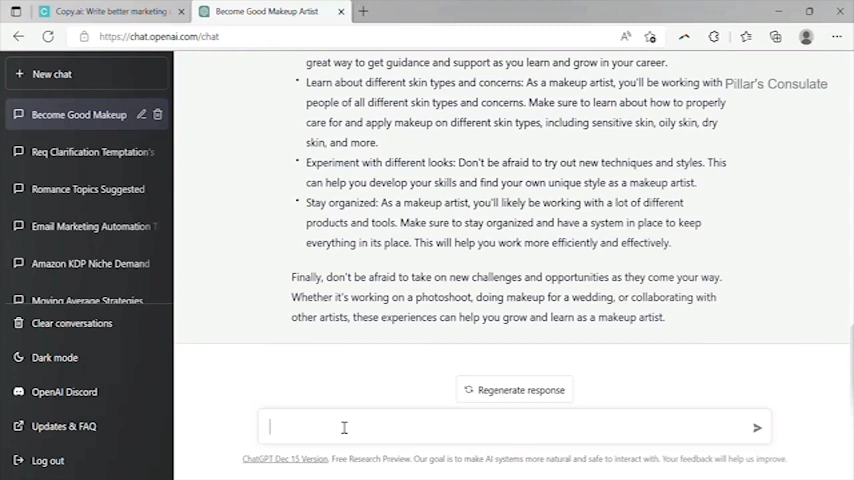 Copy.ai: Write better marketing
Become Good Makeup Artist
https://chat.openai.com/chat
New chat
Become Good Makeup
Req Clarification Temptation's
Romance Topics Suggested
Email Marketing Automation T
Amazon KDP Niche Demand
Moving Average Strategies
Clear conversations
Dark mode
OpenAI Discord
Updates & FAQ
Log out
great way to get guidance and support as you learn and grow in your career.
• Learn about different skin types and concerns: As a makeup artist, you'll be working with
people of all different skin types and concerns. Make sure to learn about how to properly
care for and apply makeup on different skin types, including sensitive skin, oily skin, dry
skin, and more.
• Experiment with different looks: Don't be afraid to try out new techniques and styles. This
can help you develop your skills and find your own unique style as a makeup artist.
• Stay organized: As a makeup artist, you'll likely be working with a lot of different
products and tools. Make sure to stay organized and have a system in place to keep
everything in its place. This will help you work more efficiently and effectively.
Finally, don't be afraid to take on new challenges and opportunities as they come your way.
Whether it's working on a photoshoot, doing makeup for a wedding, or collaborating with
other artists, these experiences can help you grow and learn as a makeup artist.
Pillar's Consulate
Regenerate response
ChatGPT Dec 15 Version. Free Research Preview. Our goal is to make AI systems more natural and safe to interact with. Your feedback will help us improve.